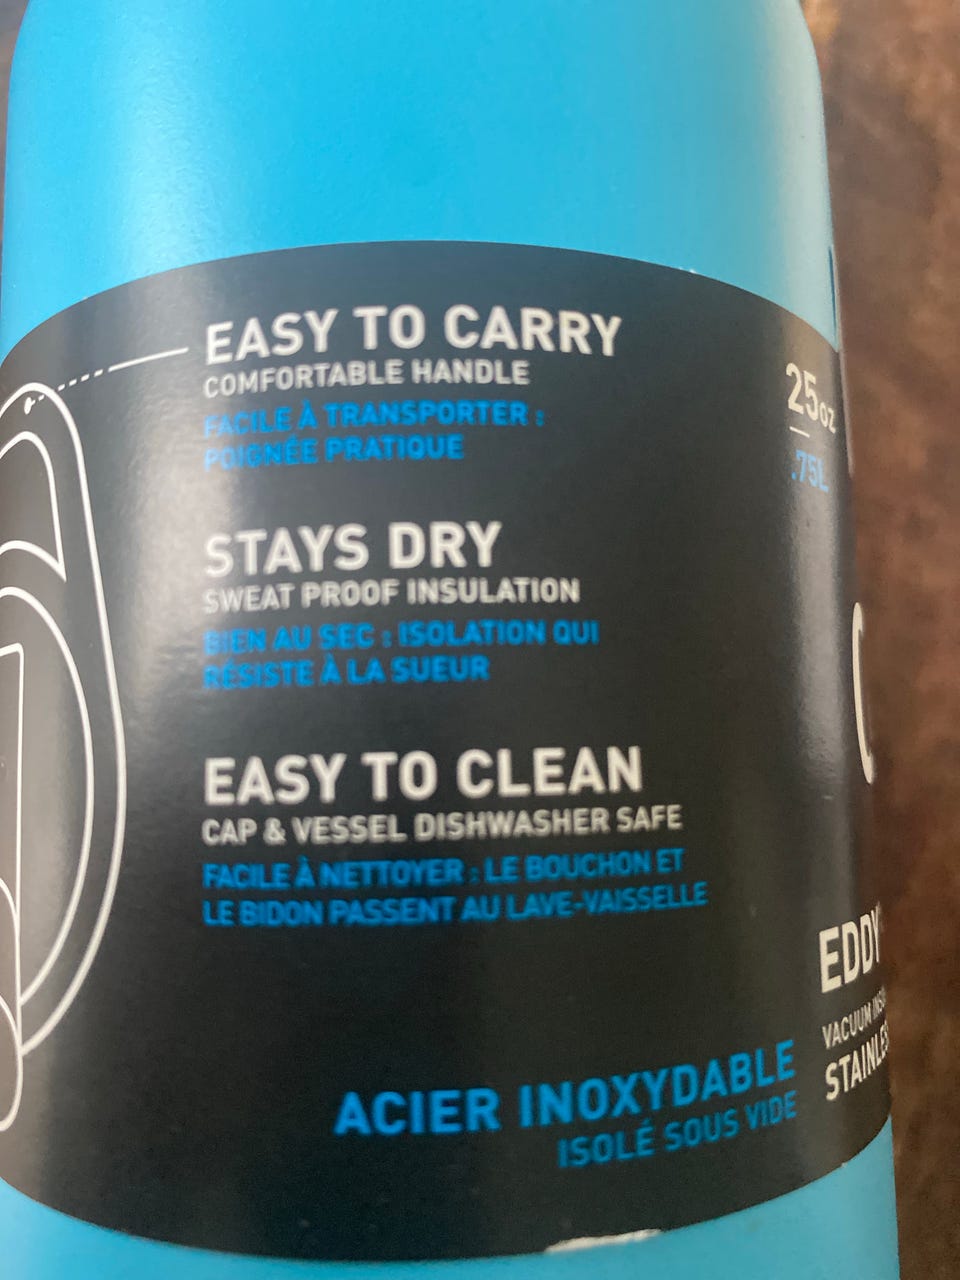 EASY TO CARRY
COMFORTABLE HANDLE
FACILE À TRANSPORTER :
POIGNÉE PRATIQUE
STAYS DRY
SWEAT PROOF INSULATION
BIEN AU SEC : ISOLATION QUI
RÉSISTE À LA SUEUR
EASY TO CLEAN
CAP & VESSEL DISHWASHER SAFE
FACILE À NETTOYER : LE BOUCHON ET
LE BIDON PASSENT AU LAVE-VAISSELLE
ACIER INOXYDABLE
ISOLÉ SOUS VIDE
25oz
.75L
EDDY
VACUUM